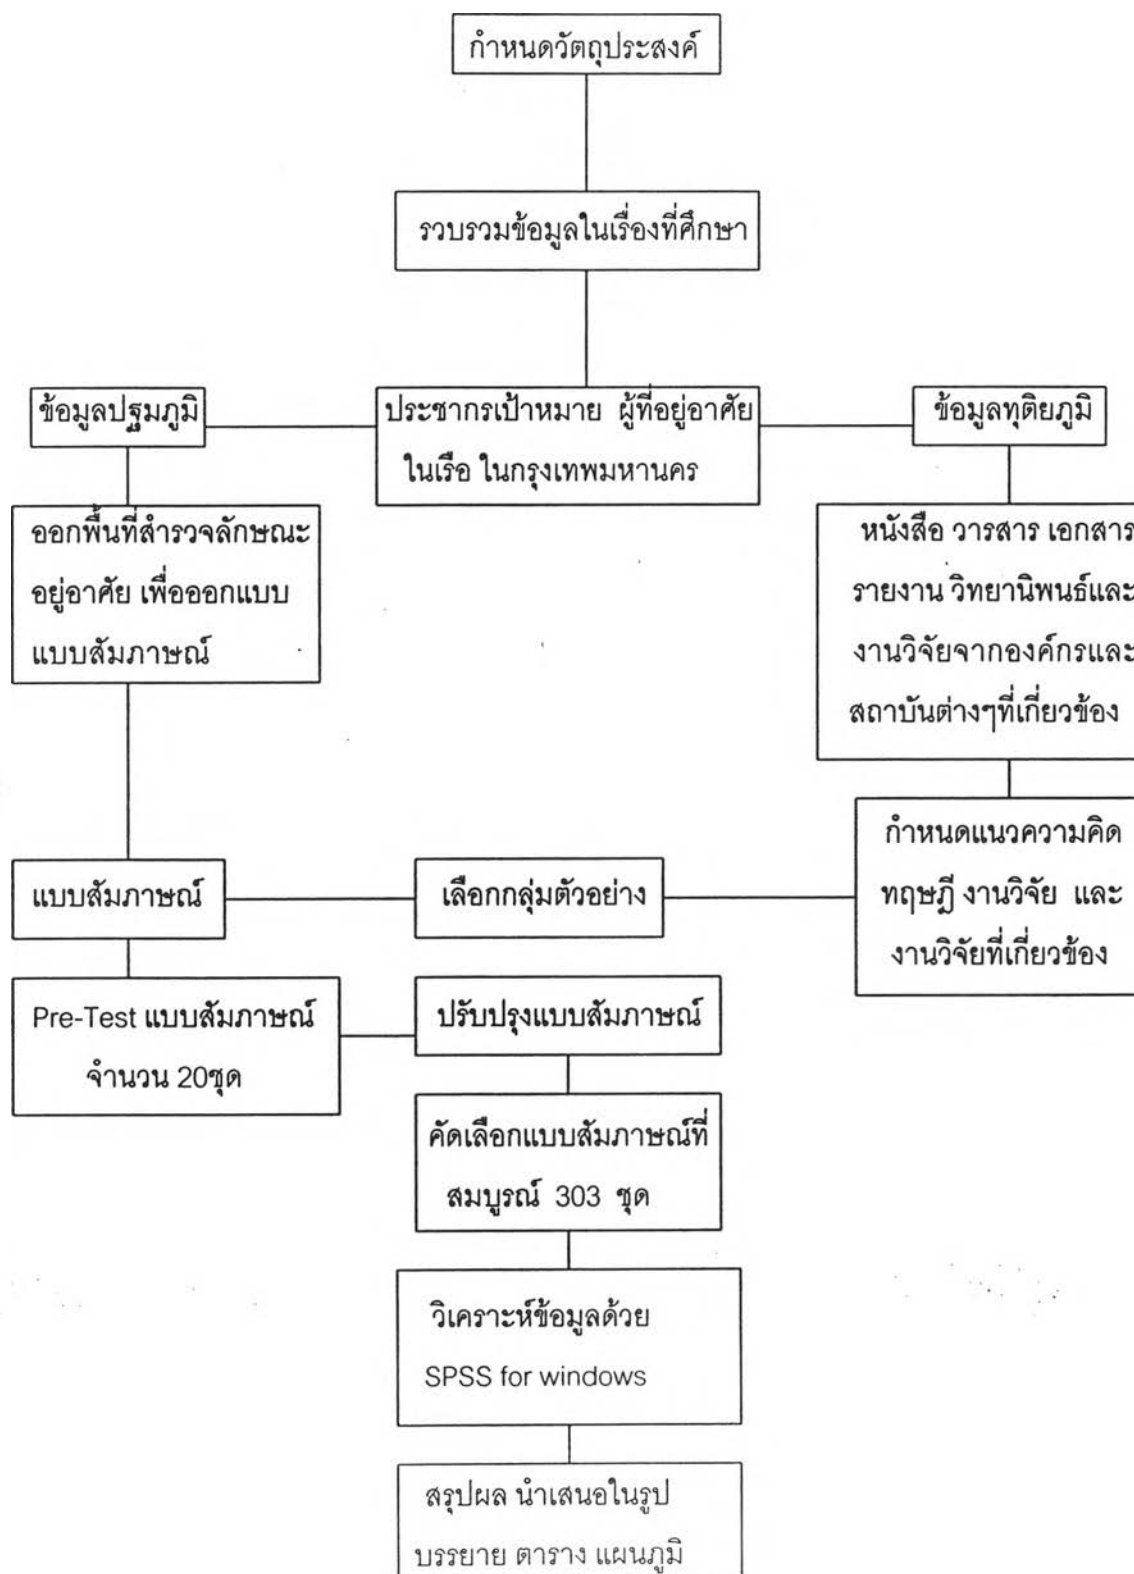 กำหนดวัตถุประสงค์
รวบรวมข้อมูลในเรื่องที่ศึกษา
ข้อมูลปฐมภูมิ
ประชากรเป้าหมาย ผู้ที่อยู่อาศัย
ในเรือ ในกรุงเทพมหานคร
ข้อมูลทุติยภูมิ
ออกพื้นที่สำรวจลักษณะ
อยู่อาศัย เพื่อออกแบบ
แบบสัมภาษณ์
หนังสือ วารสาร เอกสาร
รายงาน วิทยานิพนธ์และ
งานวิจัยจากองค์กรและ
สถาบันต่างๆที่เกี่ยวข้อง
แบบสัมภาษณ์
เลือกกลุ่มตัวอย่าง
กำหนดแนวความคิด
ทฤษฎี งานวิจัย และ
งานวิจัยที่เกี่ยวข้อง
Pre-Test แบบสัมภาษณ์
จำนวน 20ชุด
ปรับปรุงแบบสัมภาษณ์
คัดเลือกแบบสัมภาษณ์ที่
สมบูรณ์ 303 ชุด
วิเคราะห์ข้อมูลด้วย
SPSS for windows
สรุปผล นำเสนอในรูป
บรรยาย ตาราง แผนภูมิ